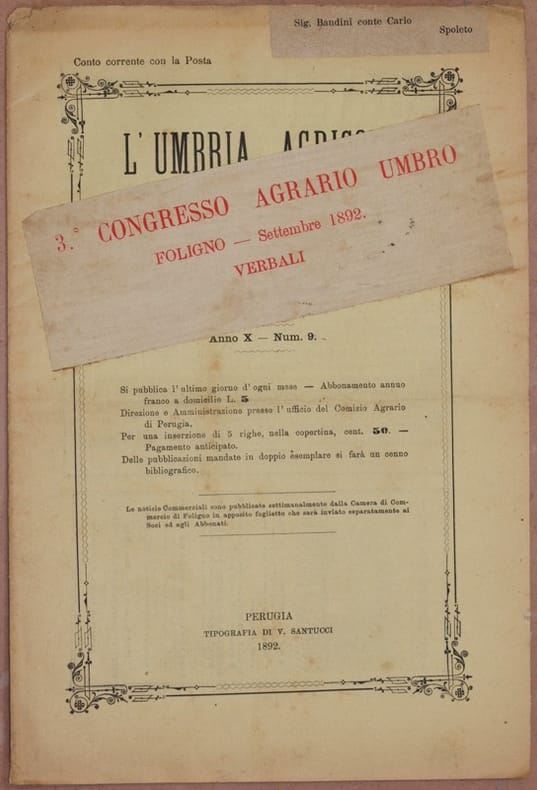 Sig. Bandini conte Carlo
Spoleto
Conto corrente con la Posta
L'UMBRIA
3.° CONGRESSO AGRARIO UMBRO
FOLIGNO — Settembre 1892.
VERBALI
Anno X — Num. 9.
Si pubblica l'ultimo giorno d'ogni mese — Abbonamento annuo
franco a domicilio L. 5
Direzione e Amministrazione presso l'ufficio del Comizio Agrario
di Perugia.
Per una inserzione di 5 righe, nella copertina, cent. 50. —
Pagamento anticipato.
Delle pubblicazioni mandate in doppio esemplare si farà un cenno
bibliografico.
Le notizie Commerciali sono pubblicate settimanalmente dalla Camera di Com-
mercio di Foligno in apposito foglietto che sarà inviato separatamente ai
Soci ed agli Abbonati.
PERUGIA
TIPOGRAFIA DI V. SANTUCCI
1892.